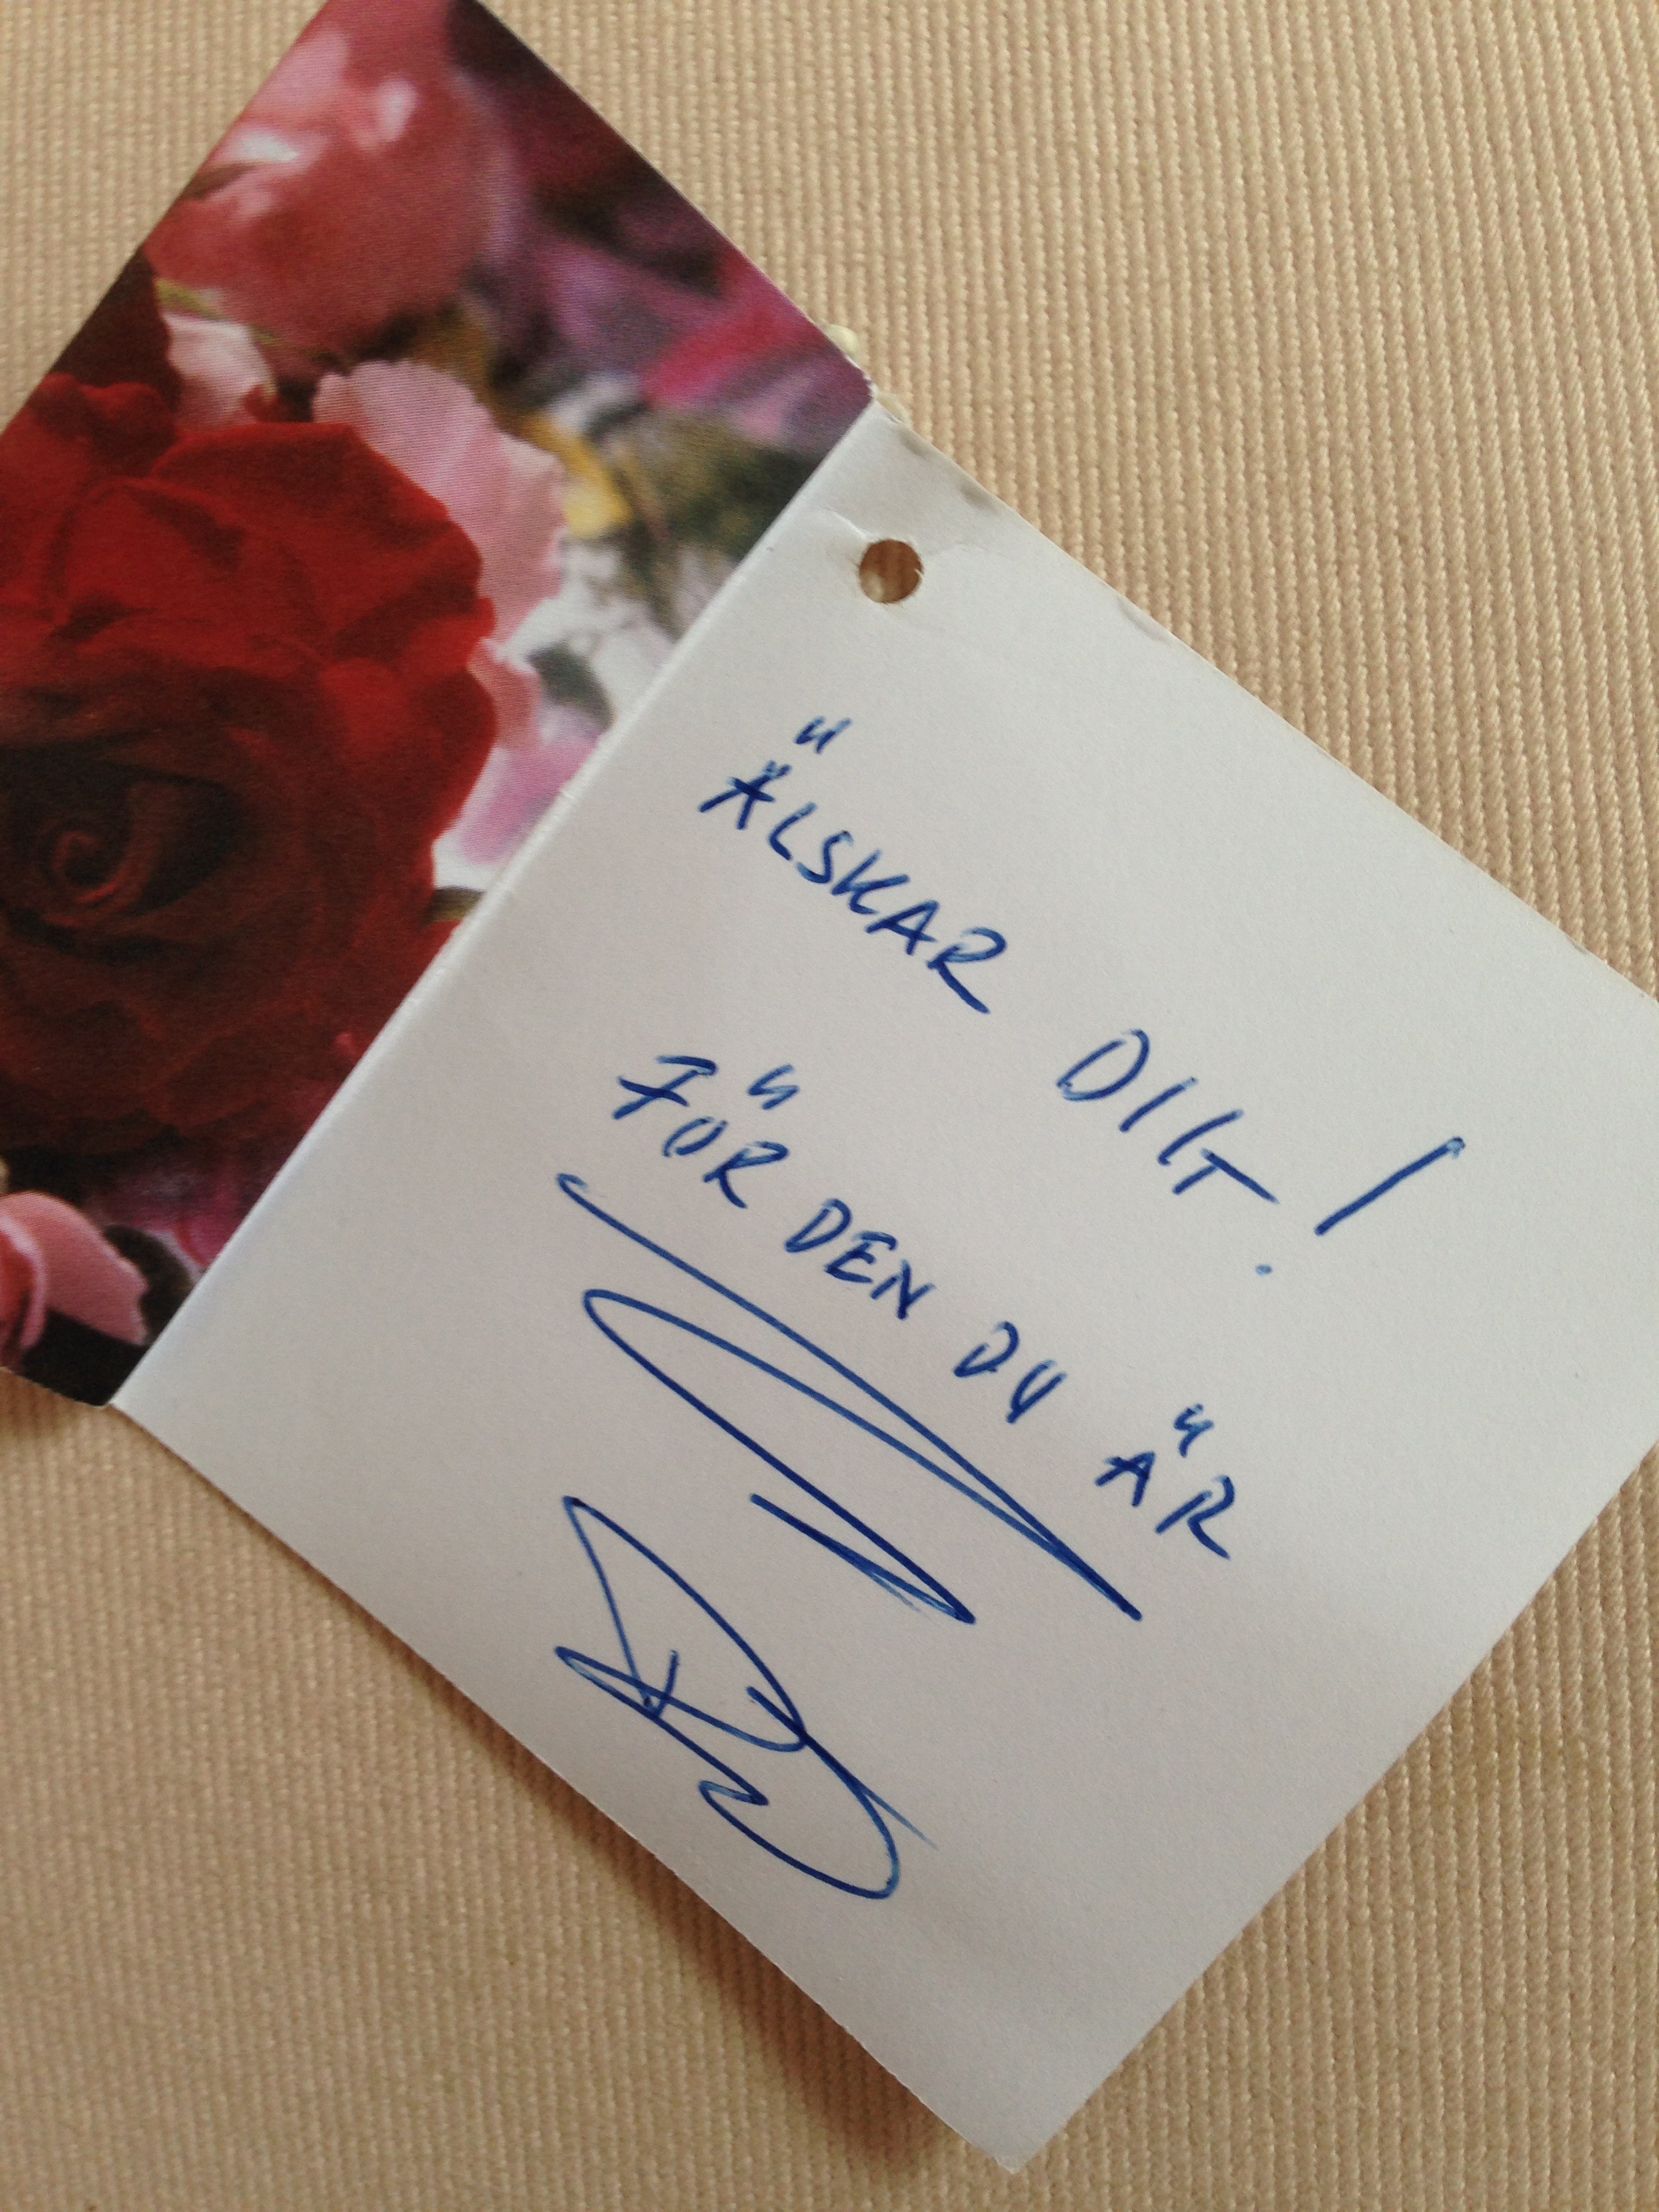 ÄLSKAR DIG!
FÖR DEN DU ÄR